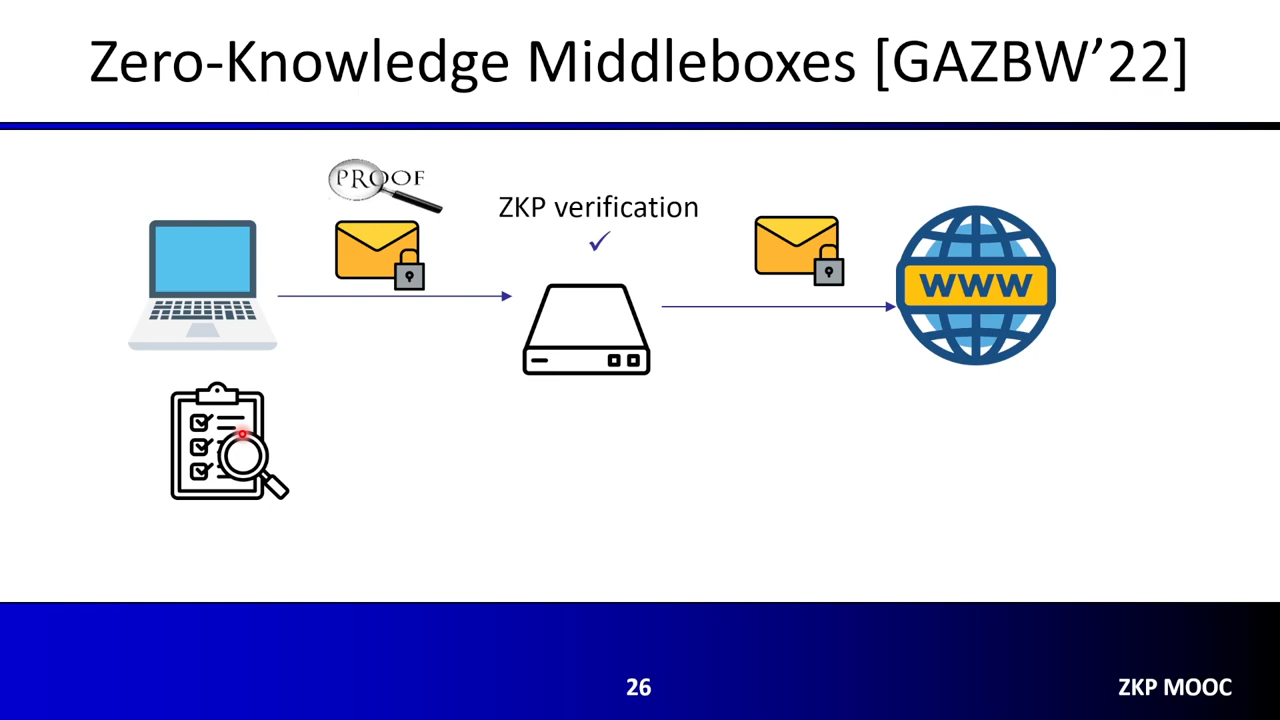 Zero-Knowledge Middleboxes [GAZBW’22]
PROOF
ZKP verification
www
26
ZKP MOOC